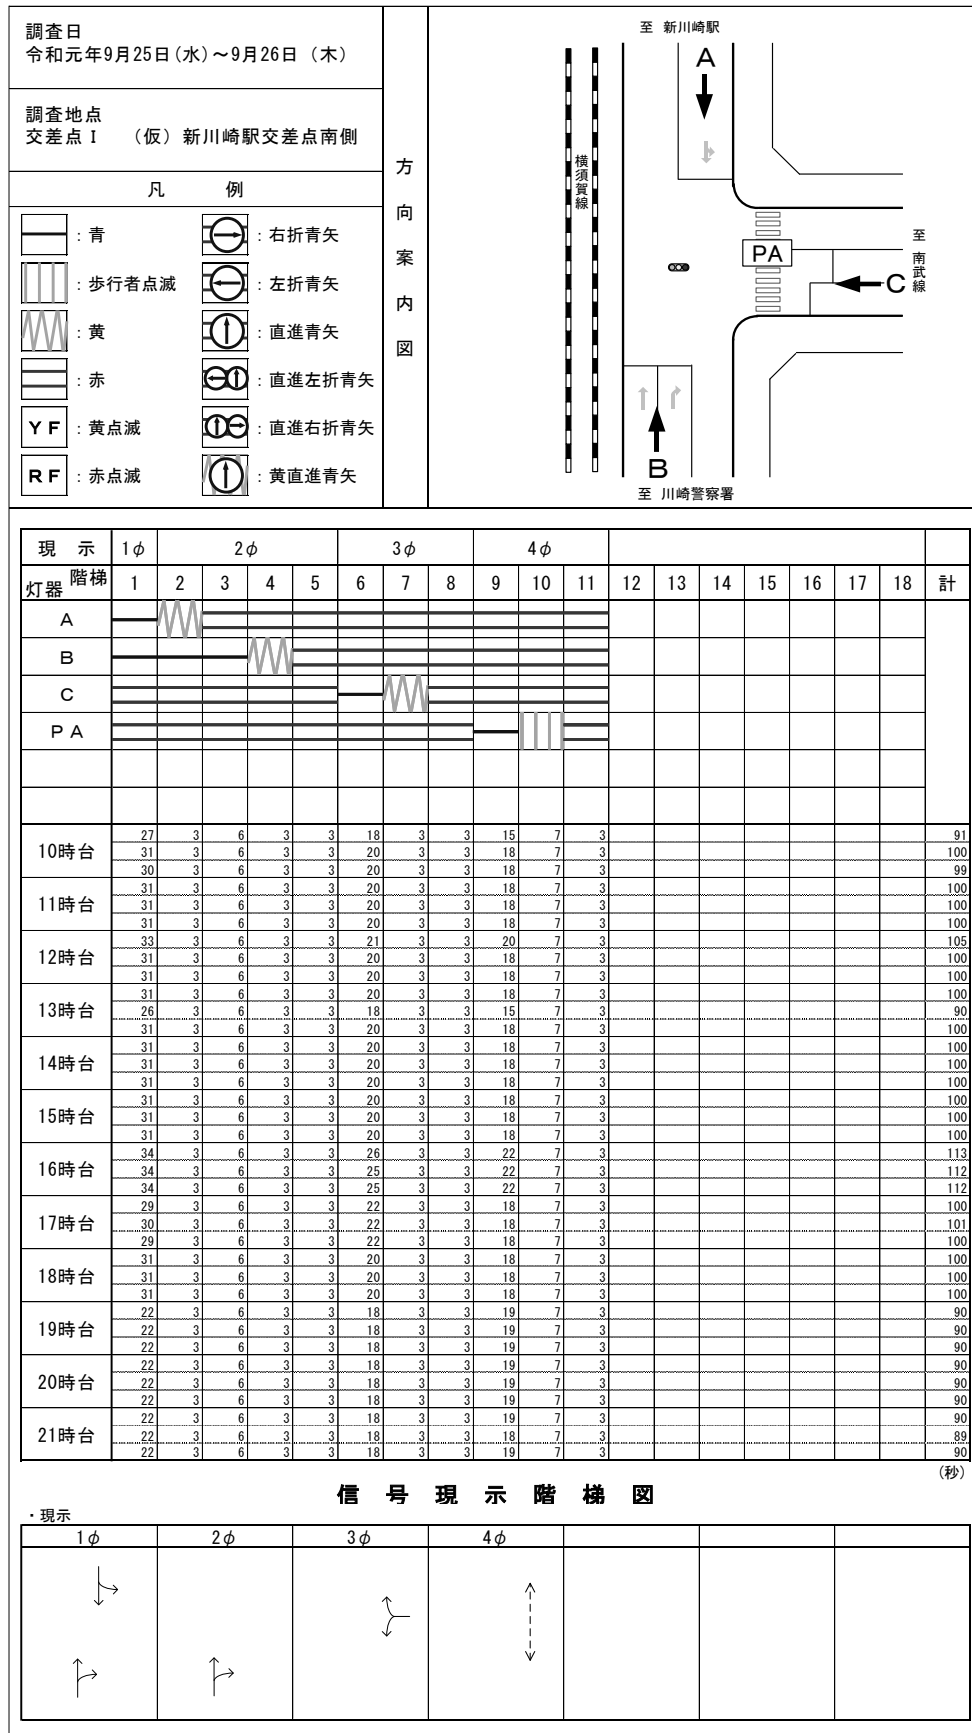 調査日
令和元年9月25日(水)～9月26日（木）
調査地点
交差点Ⅰ　（仮）新川崎駅交差点南側
凡　例
：青
：右折青矢
：歩行者点滅
：左折青矢
：黄
：直進青矢
：赤
：直進左折青矢
ＹＦ：黄点滅
：直進右折青矢
ＲＦ：赤点滅
：黄直進青矢
方向案内図
至 新川崎駅
A
横須賀線
PA
至 南武線
C
B
至 川崎警察署
現示 1φ 2φ 3φ 4φ
階梯 灯器 1 2 3 4 5 6 7 8 9 10 11 12 13 14 15 16 17 18 計
A
B
C
PA
10時台
27 3 6 3 3 18 3 3 15 7 3 91
31 3 6 3 3 20 3 3 18 7 3 100
30 3 6 3 3 20 3 3 18 7 3 99
11時台
31 3 6 3 3 20 3 3 18 7 3 100
31 3 6 3 3 20 3 3 18 7 3 100
31 3 6 3 3 20 3 3 18 7 3 100
12時台
33 3 6 3 3 21 3 3 20 7 3 105
31 3 6 3 3 20 3 3 18 7 3 100
31 3 6 3 3 20 3 3 18 7 3 100
13時台
31 3 6 3 3 20 3 3 18 7 3 100
26 3 6 3 3 18 3 3 15 7 3 90
31 3 6 3 3 20 3 3 18 7 3 100
14時台
31 3 6 3 3 20 3 3 18 7 3 100
31 3 6 3 3 20 3 3 18 7 3 100
31 3 6 3 3 20 3 3 18 7 3 100
15時台
31 3 6 3 3 20 3 3 18 7 3 100
31 3 6 3 3 20 3 3 18 7 3 100
31 3 6 3 3 20 3 3 18 7 3 100
16時台
34 3 6 3 3 26 3 3 22 7 3 113
34 3 6 3 3 25 3 3 22 7 3 112
34 3 6 3 3 25 3 3 22 7 3 112
17時台
29 3 6 3 3 22 3 3 18 7 3 100
30 3 6 3 3 22 3 3 18 7 3 101
29 3 6 3 3 22 3 3 18 7 3 100
18時台
31 3 6 3 3 20 3 3 18 7 3 100
31 3 6 3 3 20 3 3 18 7 3 100
31 3 6 3 3 20 3 3 18 7 3 100
19時台
22 3 6 3 3 18 3 3 19 7 3 90
22 3 6 3 3 18 3 3 19 7 3 90
22 3 6 3 3 18 3 3 19 7 3 90
20時台
22 3 6 3 3 18 3 3 19 7 3 90
22 3 6 3 3 18 3 3 19 7 3 90
22 3 6 3 3 18 3 3 19 7 3 90
21時台
22 3 6 3 3 18 3 3 19 7 3 90
22 3 6 3 3 18 3 3 18 7 3 89
22 3 6 3 3 18 3 3 19 7 3 90
(秒)
信号現示階梯図
・現示
1φ 2φ 3φ 4φ